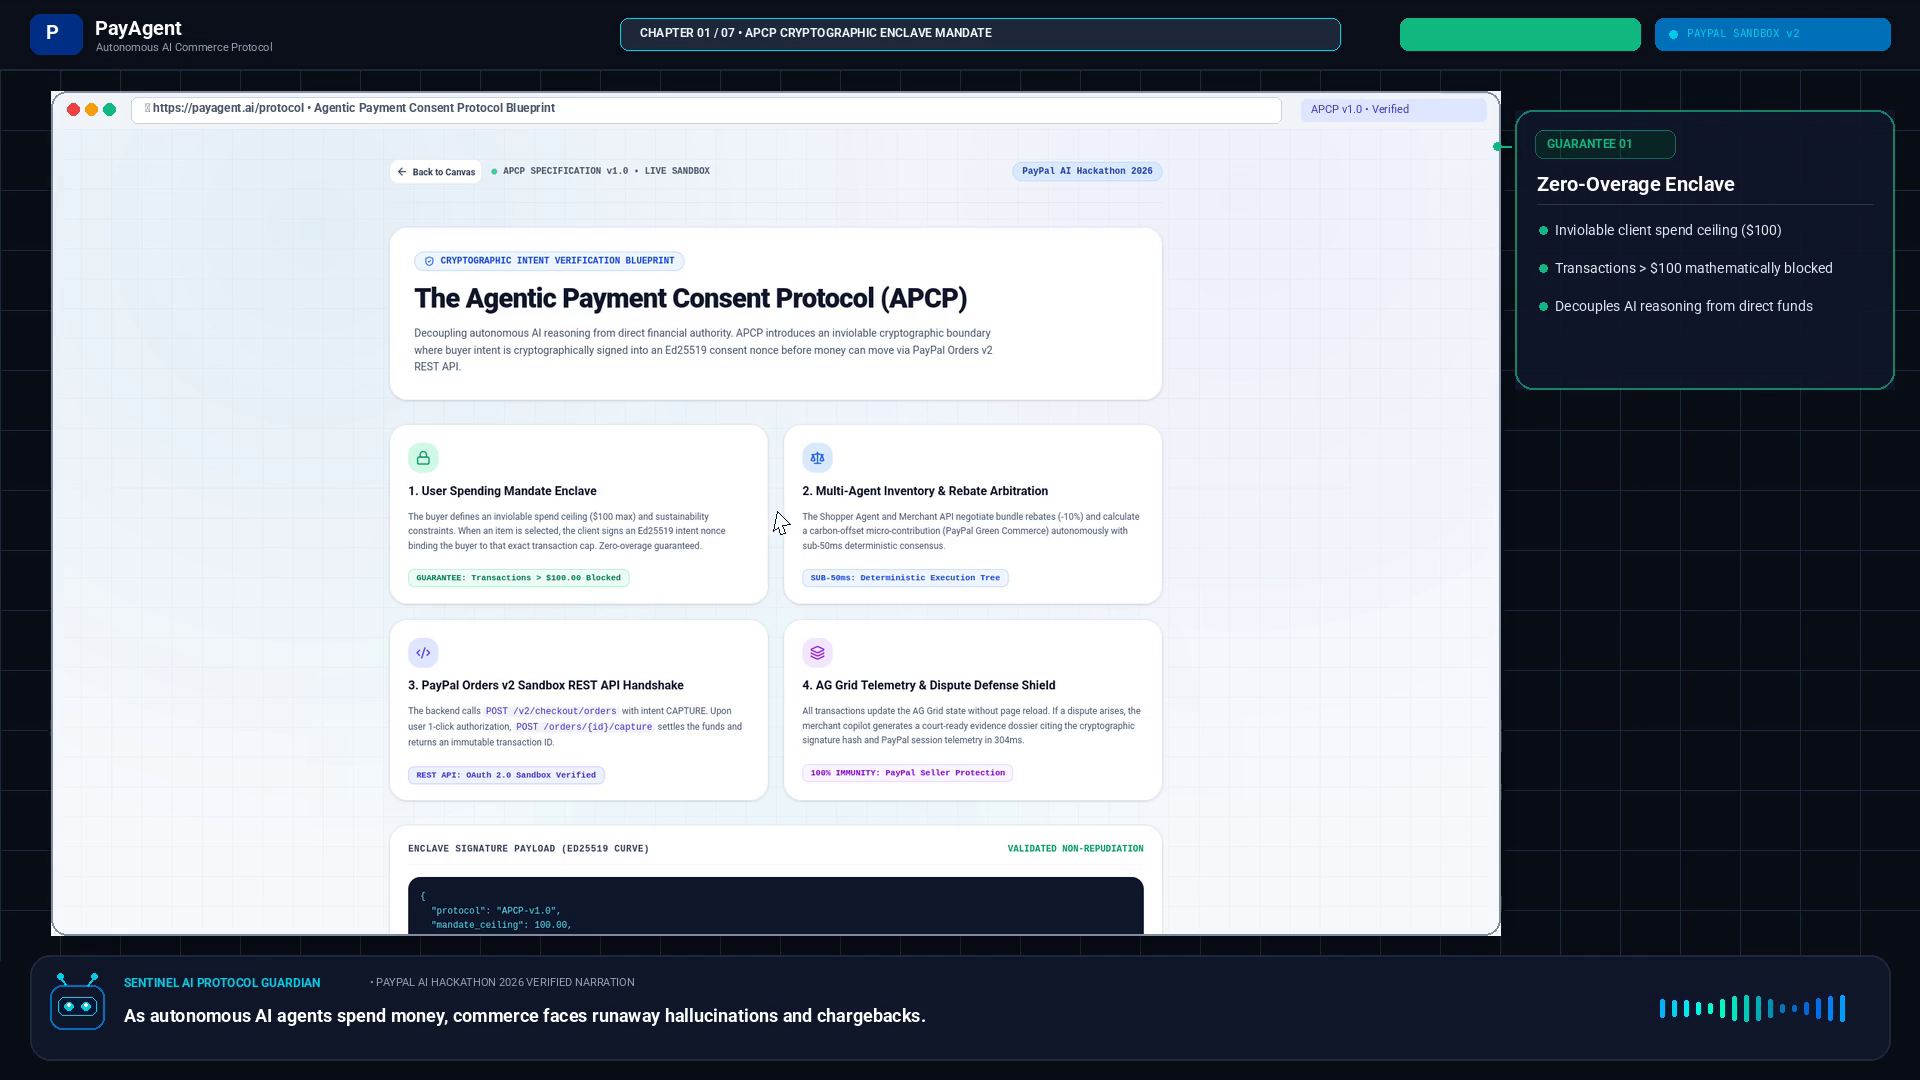 P
PayAgent
Autonomous AI Commerce Protocol
CHAPTER 01 / 07 • APCP CRYPTOGRAPHIC ENCLAVE MANDATE
PAYPAL SANDBOX v2
https://payagent.ai/protocol • Agentic Payment Consent Protocol Blueprint
APCP v1.0 • Verified
← Back to Canvas
APCP SPECIFICATION v1.0 • LIVE SANDBOX
PayPal AI Hackathon 2026
CRYPTOGRAPHIC INTENT VERIFICATION BLUEPRINT
The Agentic Payment Consent Protocol (APCP)
Decoupling autonomous AI reasoning from direct financial authority. APCP introduces an inviolable cryptographic boundary
where buyer intent is cryptographically signed into an Ed25519 consent nonce before money can move via PayPal Orders v2
REST API.
1. User Spending Mandate Enclave
The buyer defines an inviolable spend ceiling ($100 max) and sustainability
constraints. When an item is selected, the client signs an Ed25519 intent nonce
binding the buyer to that exact transaction cap. Zero-overage guaranteed.
GUARANTEE: Transactions > $100.00 Blocked
2. Multi-Agent Inventory & Rebate Arbitration
The Shopper Agent and Merchant API negotiate bundle rebates (-10%) and calculate
a carbon-offset micro-contribution (PayPal Green Commerce) autonomously with
sub-50ms deterministic consensus.
SUB-50ms: Deterministic Execution Tree
3. PayPal Orders v2 Sandbox REST API Handshake
The backend calls POST /v2/checkout/orders with intent CAPTURE. Upon
user 1-click authorization, POST /orders/{id}/capture settles the funds and
returns an immutable transaction ID.
REST API: OAuth 2.0 Sandbox Verified
4. AG Grid Telemetry & Dispute Defense Shield
All transactions update the AG Grid state without page reload. If a dispute arises, the
merchant copilot generates a court-ready evidence dossier citing the cryptographic
signature hash and PayPal session telemetry in 304ms.
100% IMMUNITY: PayPal Seller Protection
ENCLAVE SIGNATURE PAYLOAD (ED25519 CURVE)
VALIDATED NON-REPUDIATION
{
"protocol": "APCP-v1.0",
"mandate_ceiling": 100.00,
GUARANTEE 01
Zero-Overage Enclave
Inviolable client spend ceiling ($100)
Transactions > $100 mathematically blocked
Decouples AI reasoning from direct funds
SENTINEL AI PROTOCOL GUARDIAN
• PAYPAL AI HACKATHON 2026 VERIFIED NARRATION
As autonomous AI agents spend money, commerce faces runaway hallucinations and chargebacks.